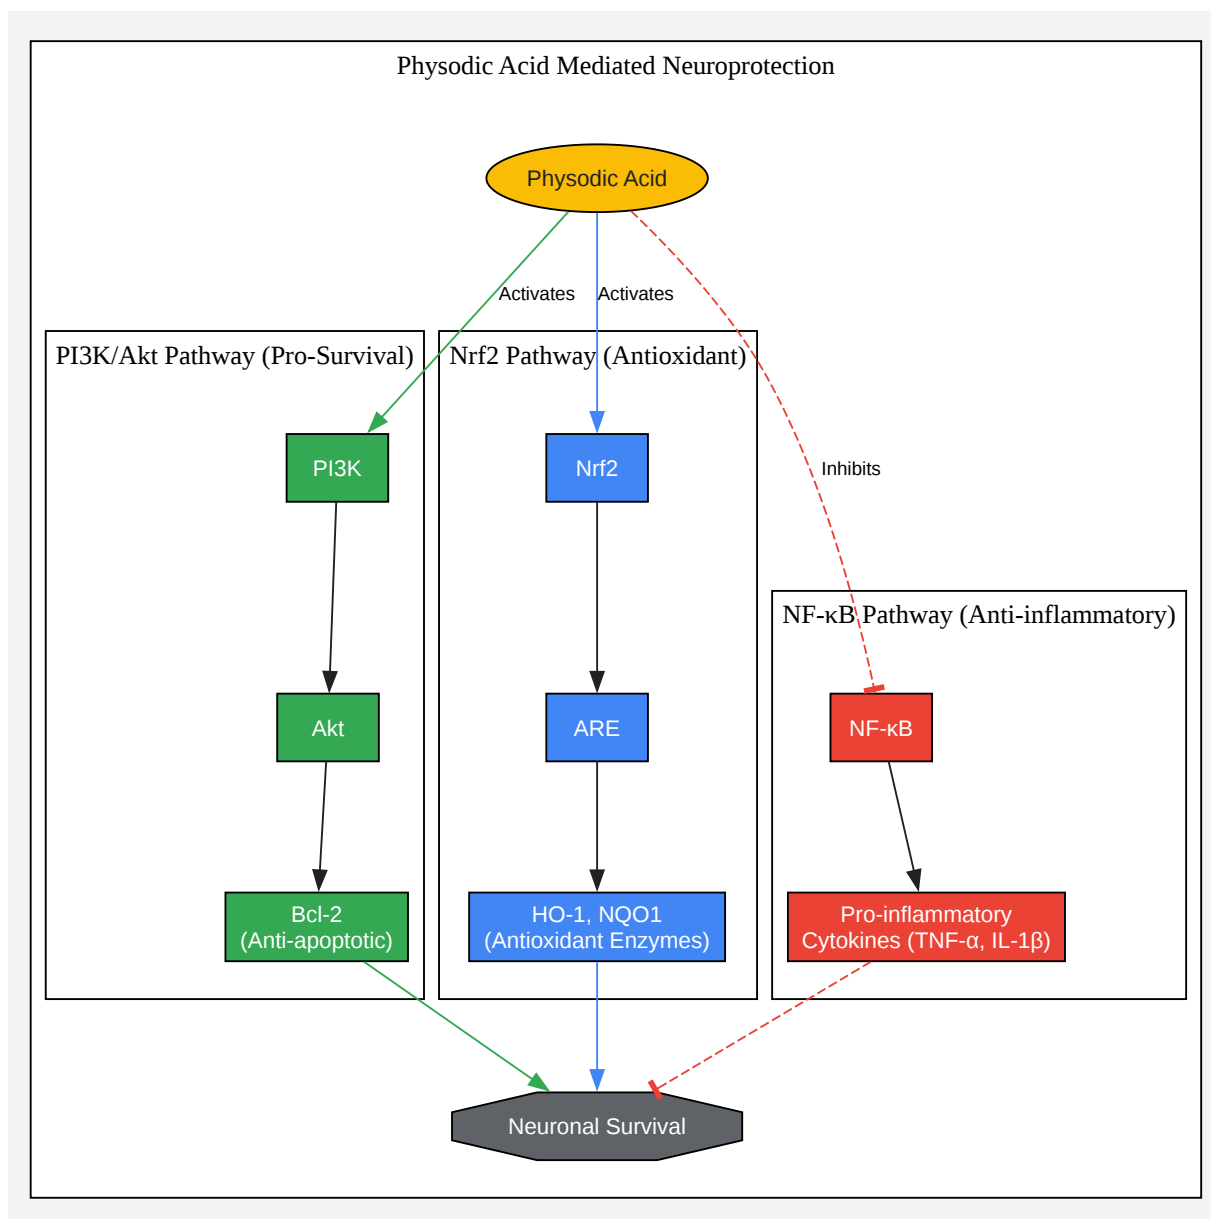 Physodic Acid Mediated Neuroprotection
Physodic Acid
Activates
Activates
PI3K/Akt Pathway (Pro-Survival)
Nrf2 Pathway (Antioxidant)
PI3K
Nrf2
Inhibits
NF-κB Pathway (Anti-inflammatory)
Akt
ARE
NF-κB
Bcl-2
(Anti-apoptotic)
HO-1, NQO1
(Antioxidant Enzymes)
Pro-inflammatory
Cytokines (TNF-α, IL-1β)
Neuronal Survival